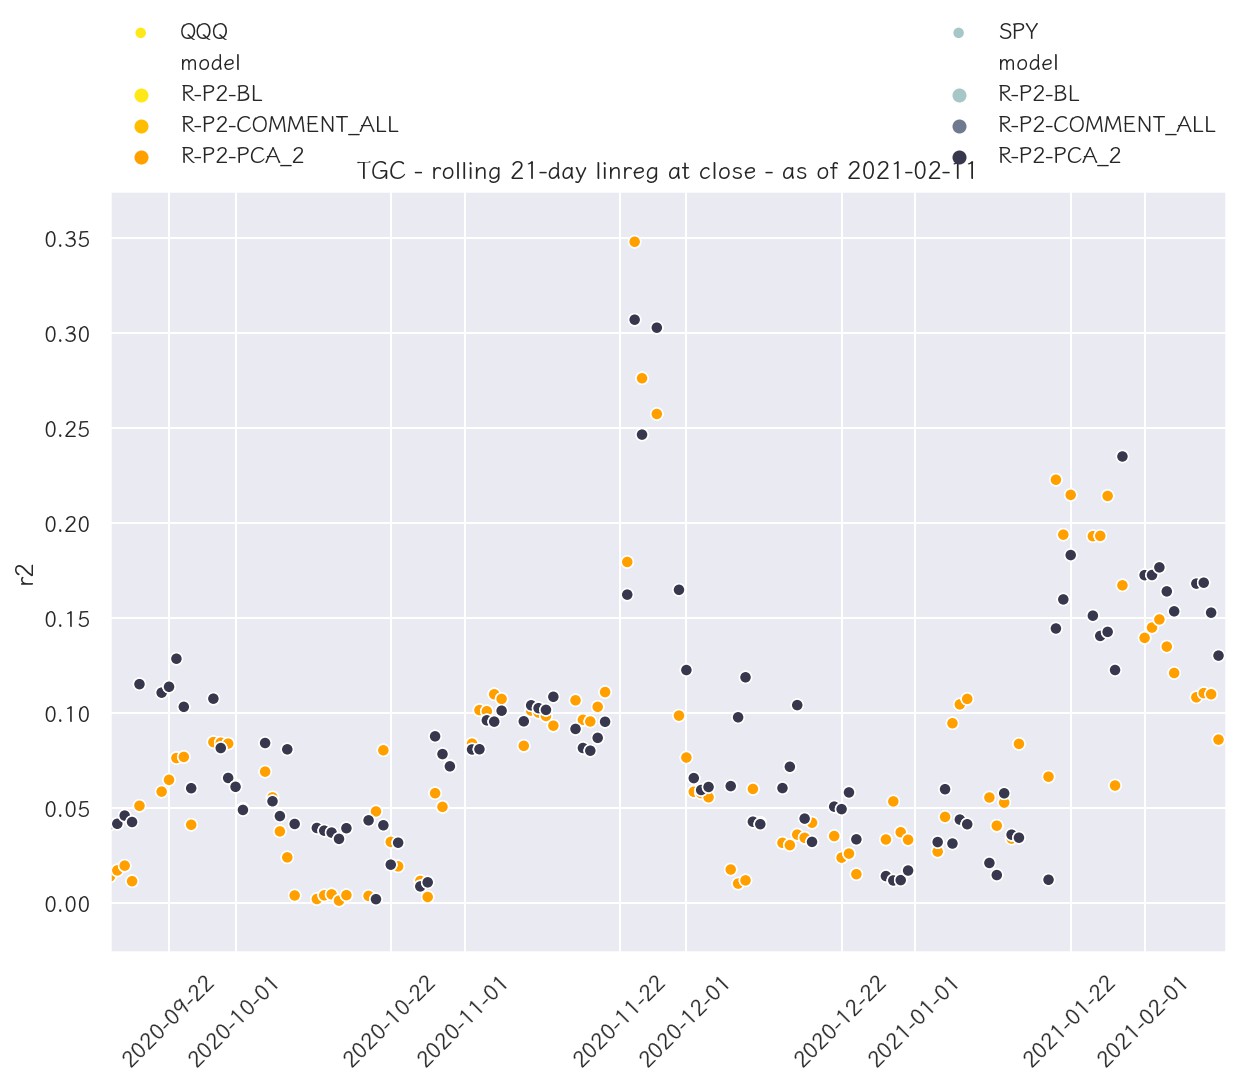 QQQ
model
R-P2-BL
R-P2-COMMENT_ALL
R-P2-PCA_2
SPY
model
R-P2-BL
R-P2-COMMENT_ALL
R-P2-PCA_2
TGC - rolling 21-day linreg at close - as of 2021-02-11
0.35
0.30
0.25
0.20
0.15
0.10
0.05
0.00
r2
2020-09-22
2020-10-01
2020-10-22
2020-11-01
2020-11-22
2020-12-01
2020-12-22
2021-01-01
2021-01-22
2021-02-01